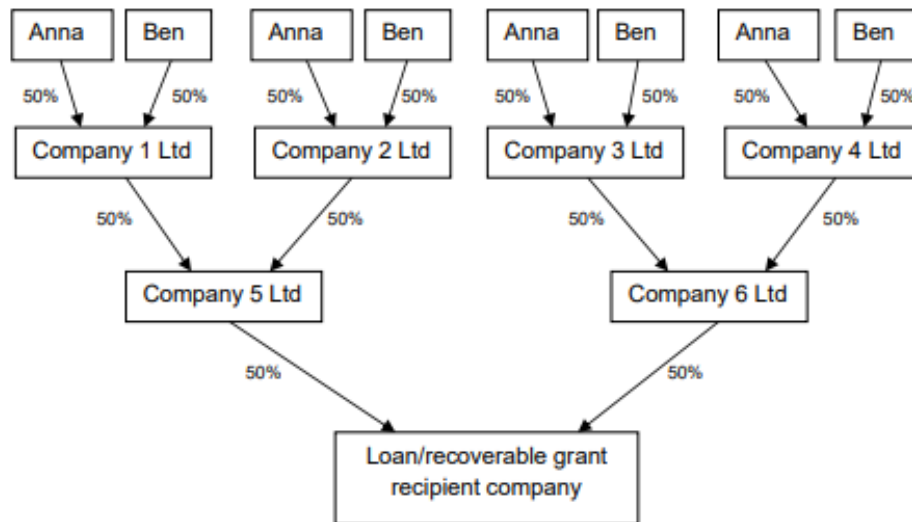 Anna Ben Anna Ben Anna Ben Anna Ben
50% 50% 50% 50% 50% 50% 50% 50%
Company 1 Ltd Company 2 Ltd Company 3 Ltd Company 4 Ltd
50% 50% 50% 50%
Company 5 Ltd Company 6 Ltd
50% 50%
Loan/recoverable grant
recipient company